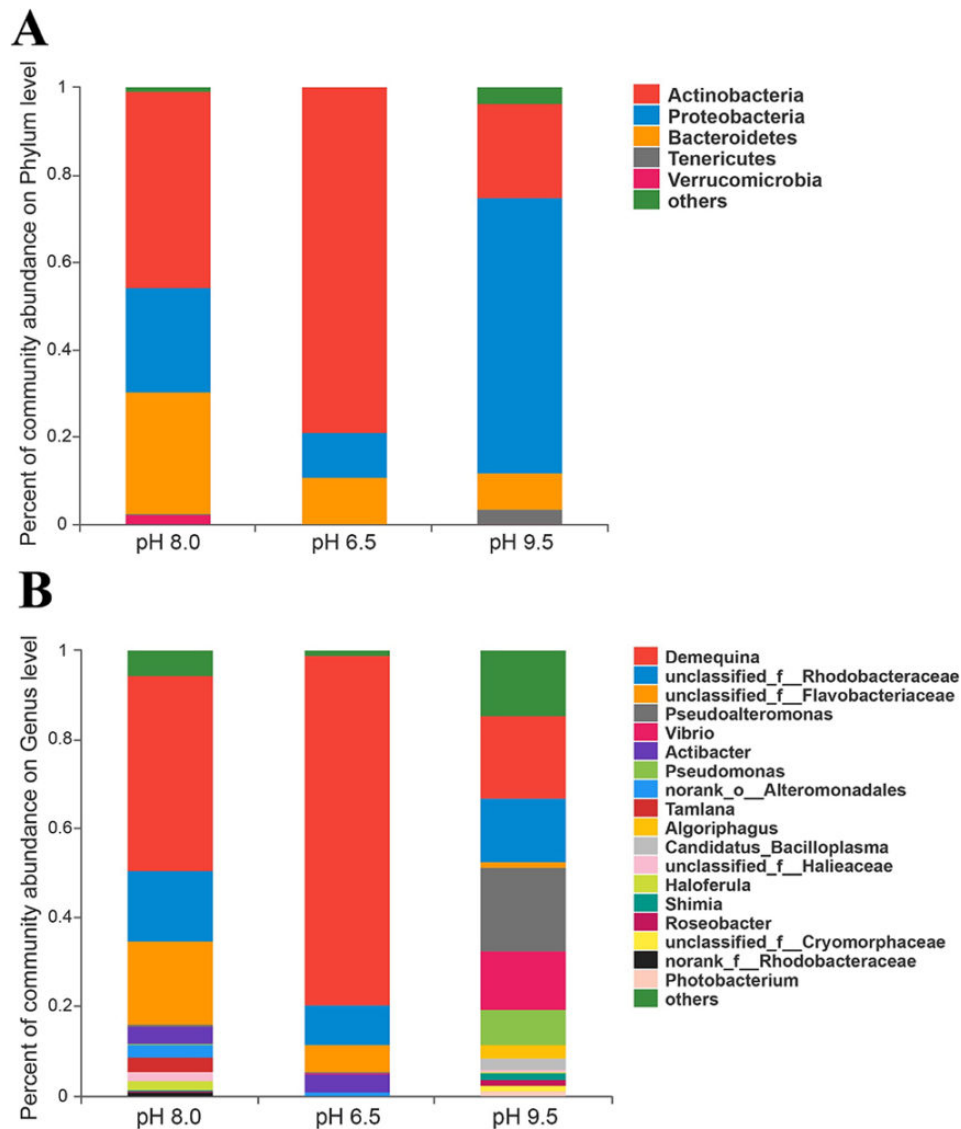 A
Percent of community abundance on Phylum level
1
0.8
0.6
0.4
0.2
0
pH 8.0
pH 6.5
pH 9.5
Actinobacteria
Proteobacteria
Bacteroidetes
Tenericutes
Verrucomicrobia
others
B
Percent of community abundance on Genus level
1
0.8
0.6
0.4
0.2
0
pH 8.0
pH 6.5
pH 9.5
Demequina
unclassified_f__Rhodobacteraceae
unclassified_f__Flavobacteriaceae
Pseudoalteromonas
Vibrio
Actibacter
Pseudomonas
norank_o__Alteromonadales
Tamlana
Algoriphagus
Candidatus_Bacilloplasma
unclassified_f__Halieaceae
Haloferula
Shimia
Roseobacter
unclassified_f__Cryomorphaceae
norank_f__Rhodobacteraceae
Photobacterium
others